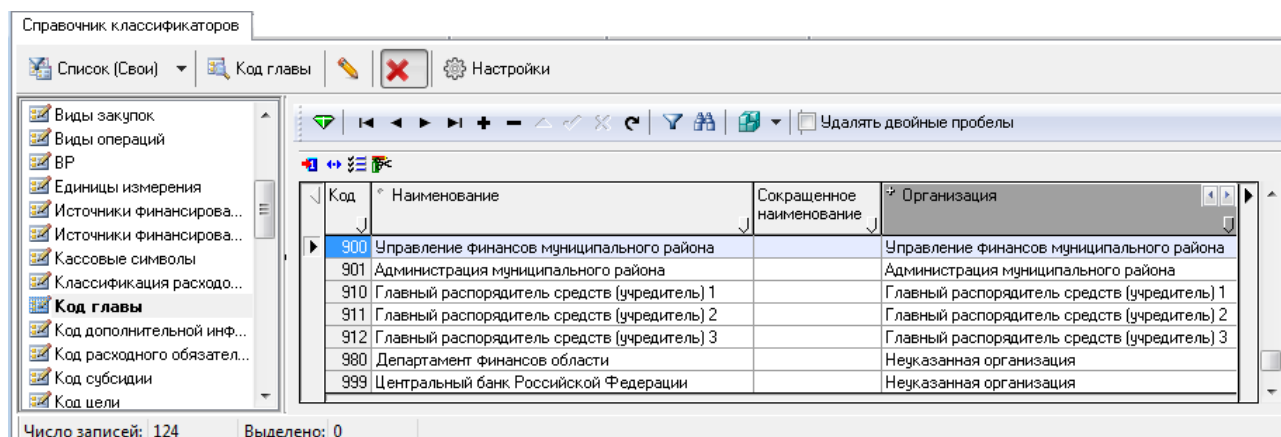 Справочник классификаторов
Список (Свои) Код главы Настройки
Виды закупок
Виды операций
ВР
Единицы измерения
Источники финансирова...
Источники финансирова...
Кассовые символы
Классификация расходо...
Код главы
Код дополнительной инф...
Код расходного обязател...
Код субсидии
Код цели
Удалять двойные пробелы
Код Наименование Сокращенное наименование Организация
900 Управление финансов муниципального района Управление финансов муниципального района
901 Администрация муниципального района Администрация муниципального района
910 Главный распорядитель средств (учредитель) 1 Главный распорядитель средств (учредитель) 1
911 Главный распорядитель средств (учредитель) 2 Главный распорядитель средств (учредитель) 2
912 Главный распорядитель средств (учредитель) 3 Главный распорядитель средств (учредитель) 3
980 Департамент финансов области Неуказанная организация
999 Центральный банк Российской Федерации Неуказанная организация
Число записей: 124 Выделено: 0